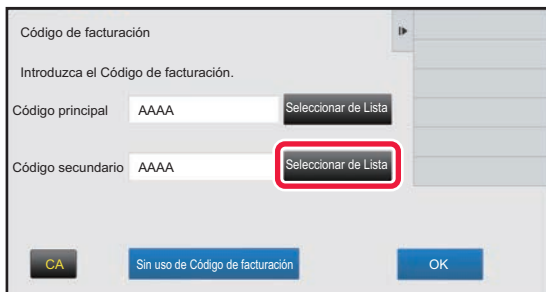 Código de facturación
Introduzca el Código de facturación.
Código principal AAAA Seleccionar de Lista
Código secundario AAAA Seleccionar de Lista
CA Sin uso de Código de facturación OK